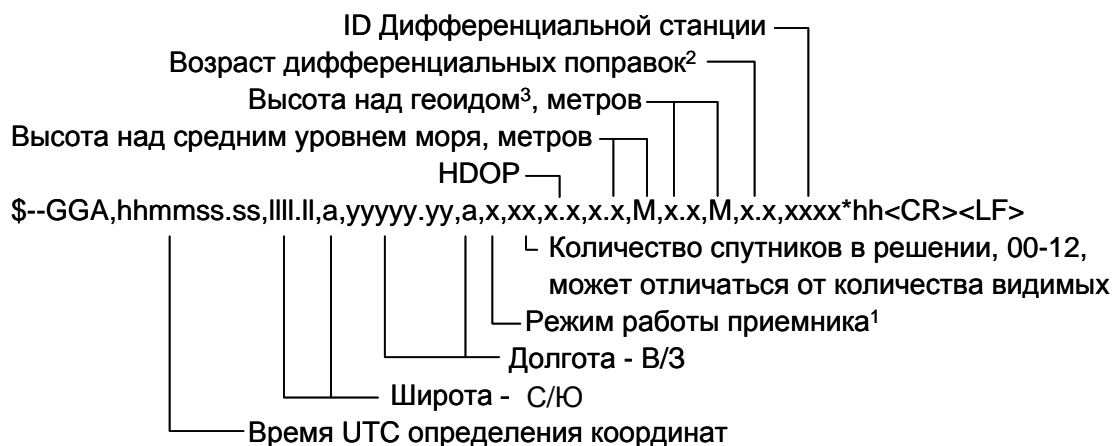 ID Дифференциальной станции
Возраст дифференциальных поправок²
Высота над геоидом³, метров
Высота над средним уровнем моря, метров
HDOP
$--GGA,hhmmss.ss,llll.ll,a,yyyyy.yy,a,x,xx,x.x,x.x,M,x.x,M,x.x,xxxx*hh<CR><LF>
Количество спутников в решении, 00-12,
может отличаться от количества видимых
Режим работы приемника¹
Долгота - В/З
Широта - С/Ю
Время UTC определения координат